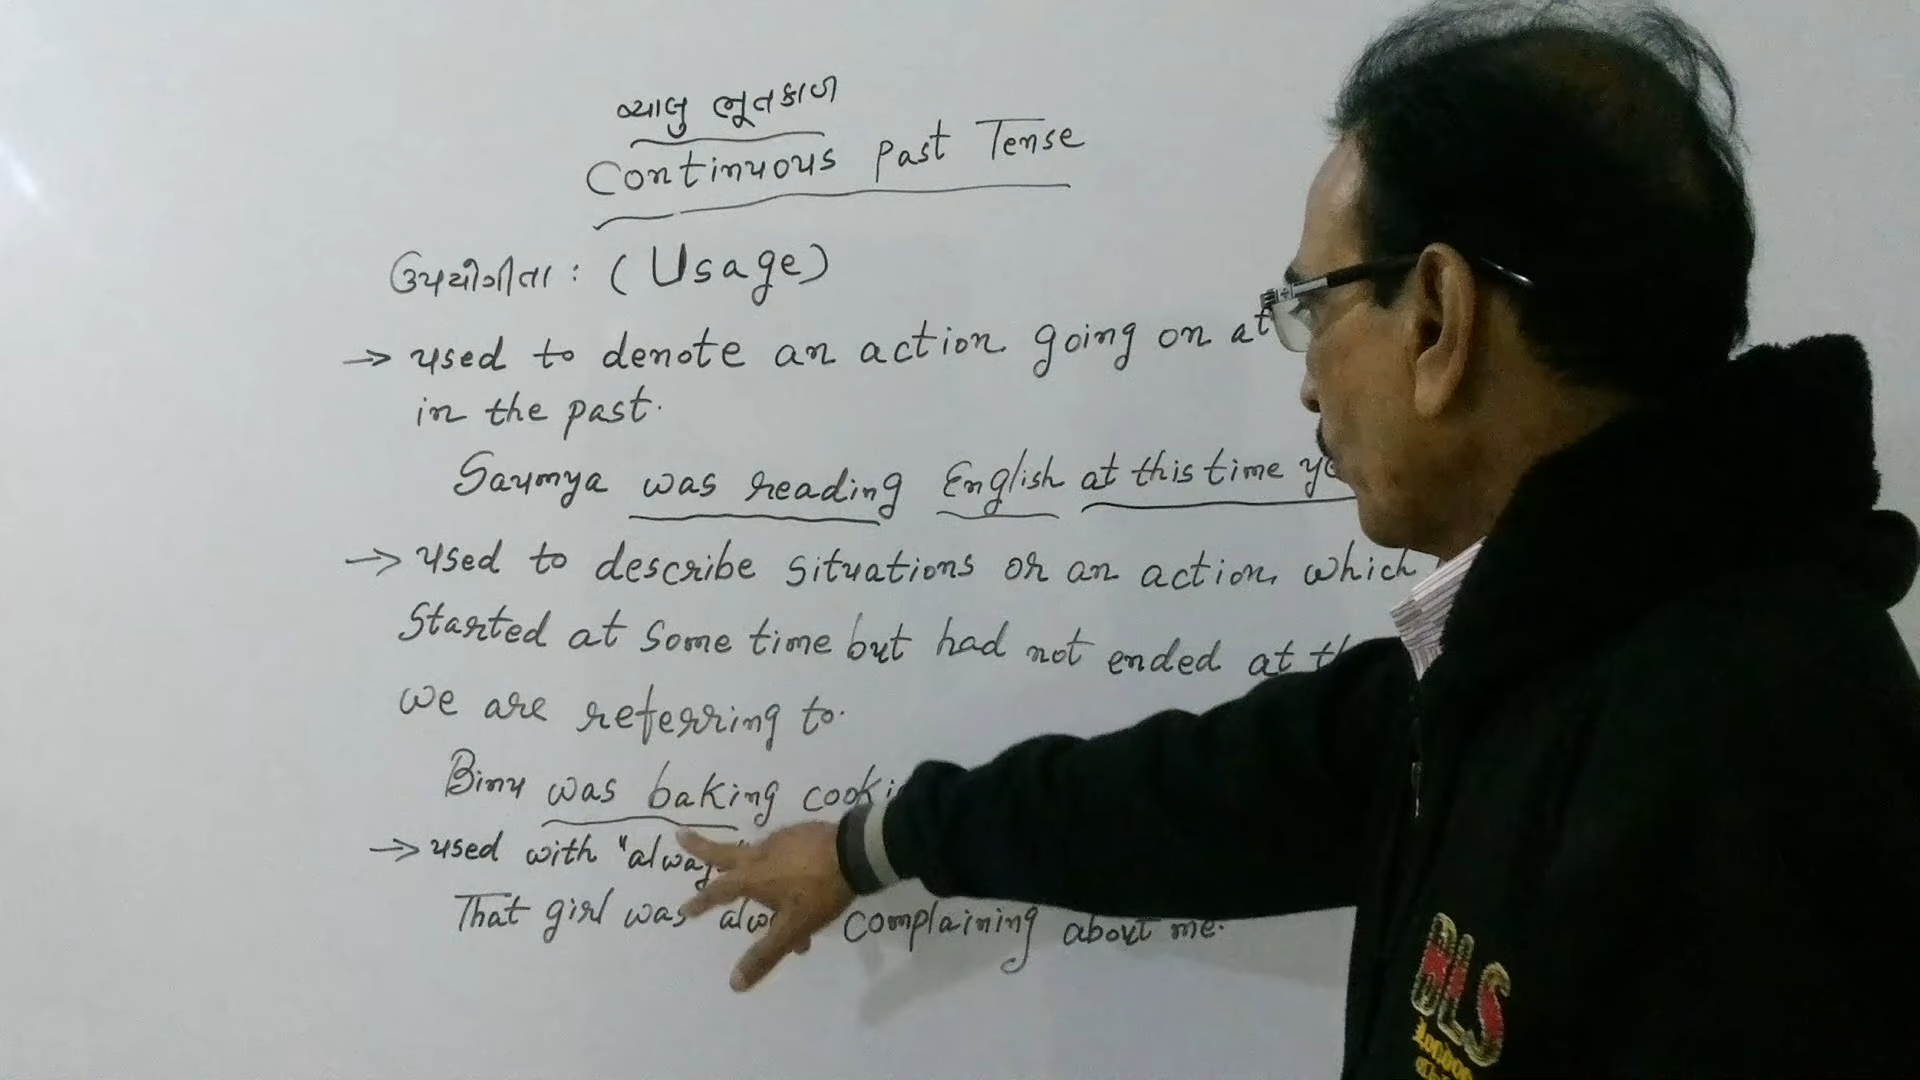 ચાલુ ભૂતકાળ
Continuous Past Tense
ઉપયોગીતા : (Usage)
→ used to denote an action going on at
in the past.
Saumya was reading English at this time
→ used to describe situations or an action, which
Started at some time but had not ended at
we are referring to.
Binu was baking
→ used with
That girl was complaining about me.
DLS
London